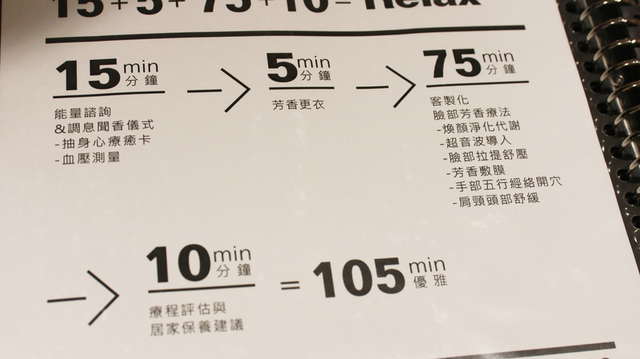 15+5+75+10= Relax
15 min 分鐘
能量諮詢
&調息聞香儀式
-抽身心療癒卡
-血壓測量
5 min 分鐘
芳香更衣
75 min 分鐘
客製化
臉部芳香療法
-煥顏淨化代謝
-超音波導入
-臉部拉提舒壓
-芳香敷膜
-手部五行經絡開穴
-肩頸頭部舒緩
10 min 分鐘
療程評估與
居家保養建議
= 105 min 優雅